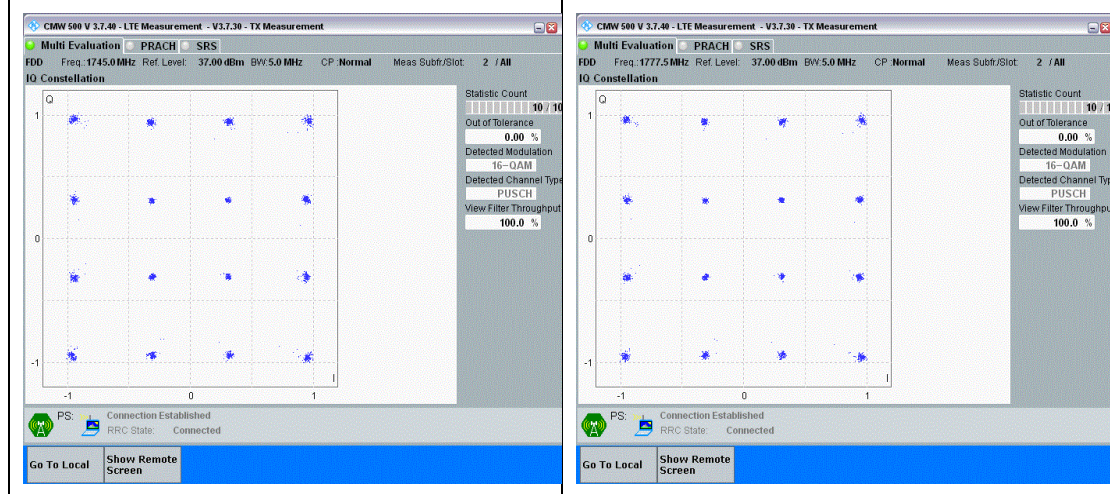 CMW 500 V 3.7.40 - LTE Measurement - V3.7.30 - TX Measurement
Multi Evaluation PRACH SRS
FDD Freq.:1745.0 MHz Ref. Level: 37.00 dBm BW:5.0 MHz CP :Normal Meas Subfr./Slot: 2 / All
IQ Constellation
Q
1
0
-1
I
-1 0 1
Statistic Count
10 / 10
Out of Tolerance
0.00 %
Detected Modulation
16-QAM
Detected Channel Type
PUSCH
View Filter Throughput
100.0 %
PS: Connection Established
RRC State: Connected
Go To Local
Show Remote
Screen
CMW 500 V 3.7.40 - LTE Measurement - V3.7.30 - TX Measurement
Multi Evaluation PRACH SRS
FDD Freq.:1777.5 MHz Ref. Level: 37.00 dBm BW:5.0 MHz CP :Normal Meas Subfr./Slot: 2 / All
IQ Constellation
Q
1
0
-1
I
-1 0 1
Statistic Count
10 / 1
Out of Tolerance
0.00 %
Detected Modulation
16-QAM
Detected Channel Typ
PUSCH
View Filter Throughpu
100.0 %
PS: Connection Established
RRC State: Connected
Go To Local
Show Remote
Screen